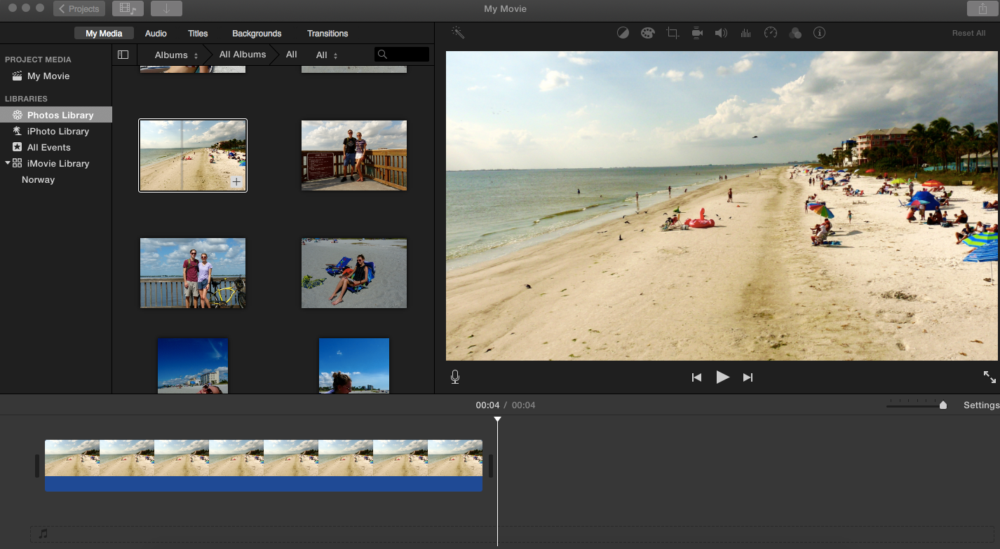 Projects
My Movie
My Media Audio Titles Backgrounds Transitions
Reset All
PROJECT MEDIA
My Movie
LIBRARIES
Photos Library
iPhoto Library
All Events
iMovie Library
Norway
Albums All Albums All All
00:04 / 00:04
Settings